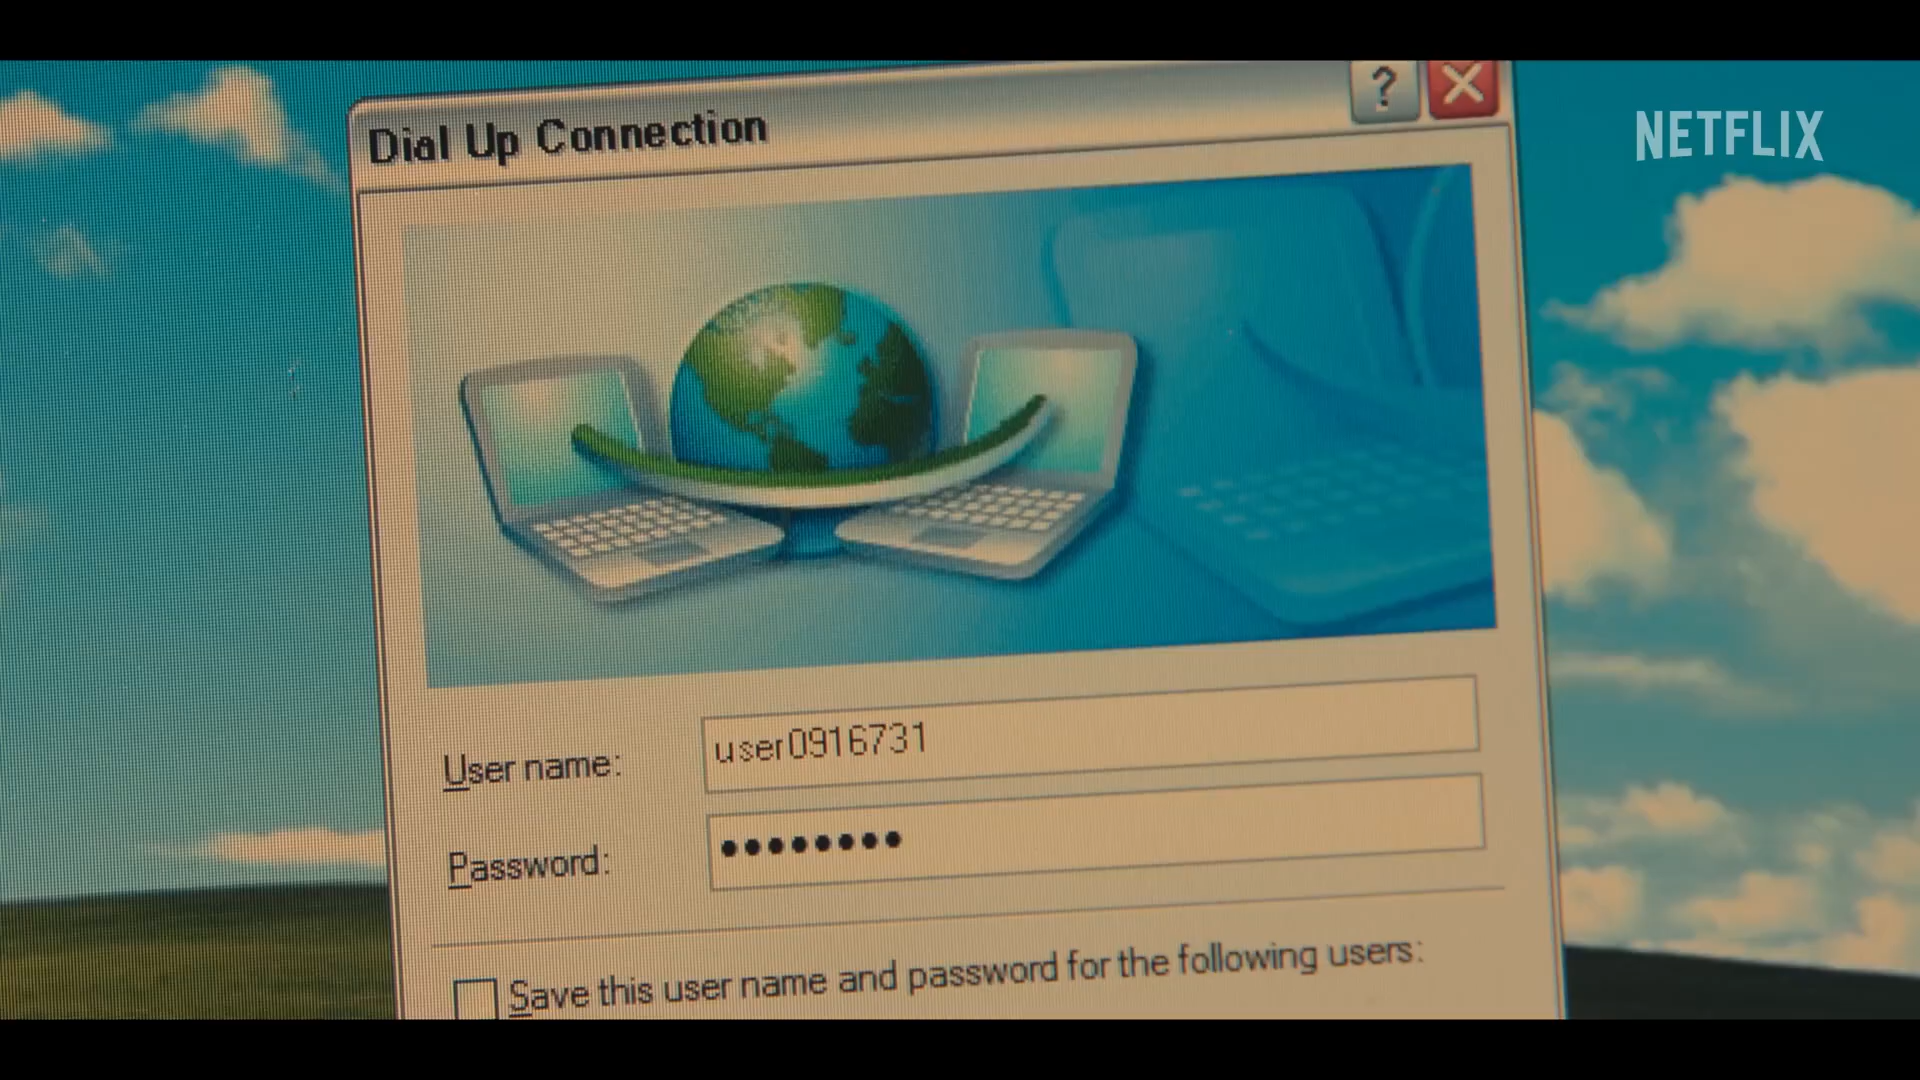 Dial Up Connection
?
NETFLIX
User name: user0916731
Password: ••••••••
Save this user name and password for the following users: